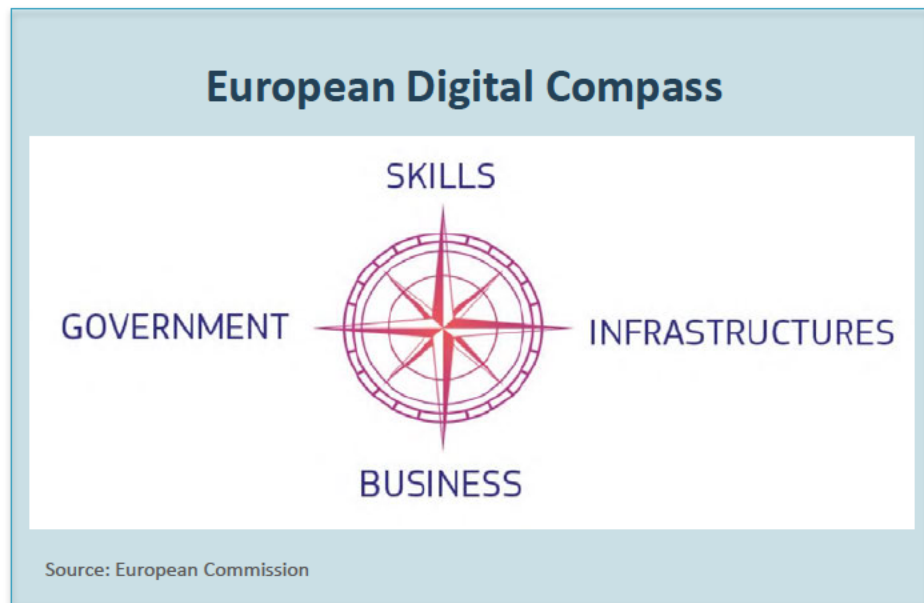 European Digital Compass
SKILLS
GOVERNMENT
INFRASTRUCTURES
BUSINESS
Source: European Commission